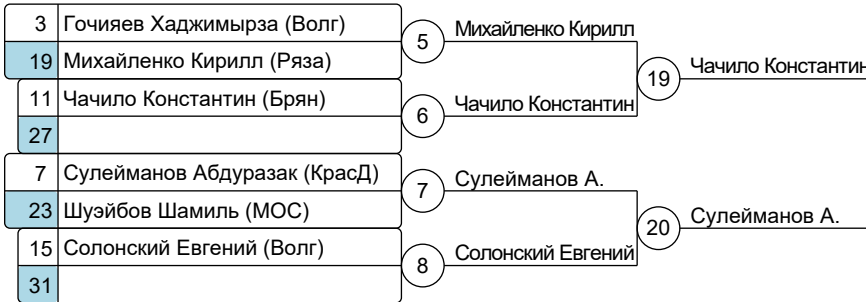 3 Гочияев Хаджимырза (Волг)
19 Михайленко Кирилл (Ряза)
5 Михайленко Кирилл
11 Чачило Константин (Брян)
27
6 Чачило Константин
19 Чачило Константин
7 Сулейманов Абдуразак (КрасД)
23 Шуэйбов Шамиль (МОС)
7 Сулейманов А.
15 Солонский Евгений (Волг)
31
8 Солонский Евгений
20 Сулейманов А.